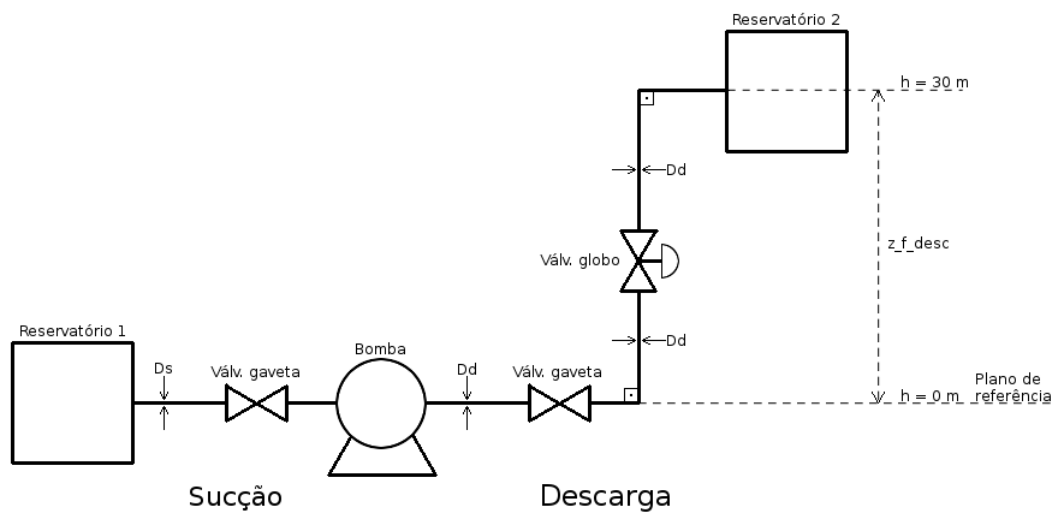 Reservatório 2
h = 30 m
Dd
Válv. globo
z_f_desc
Reservatório 1
Ds
Válv. gaveta
Bomba
Dd
Válv. gaveta
Dd
h = 0 m
Plano de
referência
Sucção
Descarga